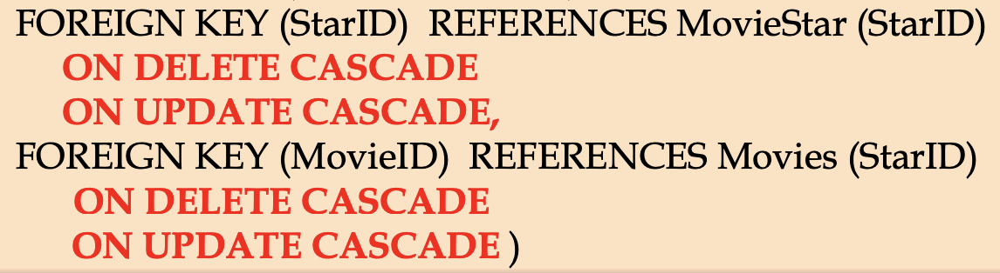 FOREIGN KEY (StarID) REFERENCES MovieStar (StarID)
ON DELETE CASCADE
ON UPDATE CASCADE,
FOREIGN KEY (MovieID) REFERENCES Movies (StarID)
ON DELETE CASCADE
ON UPDATE CASCADE )